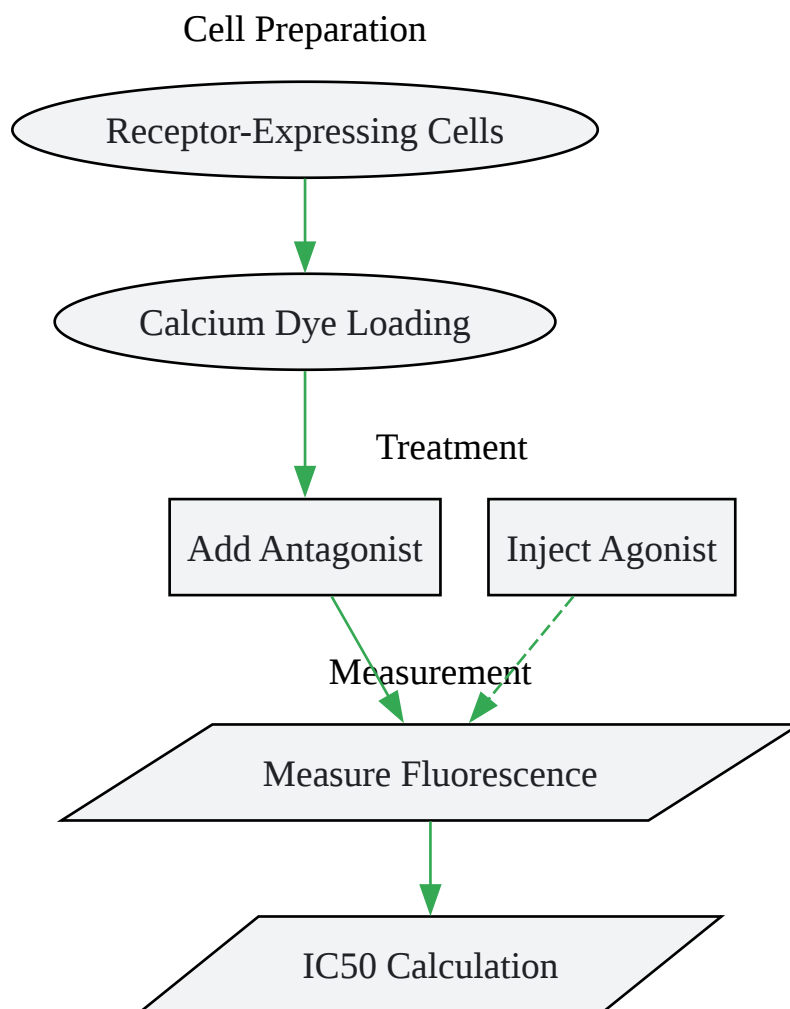 Cell Preparation
Receptor-Expressing Cells
Calcium Dye Loading
Treatment
Add Antagonist
Inject Agonist
Measurement
Measure Fluorescence
IC50 Calculation